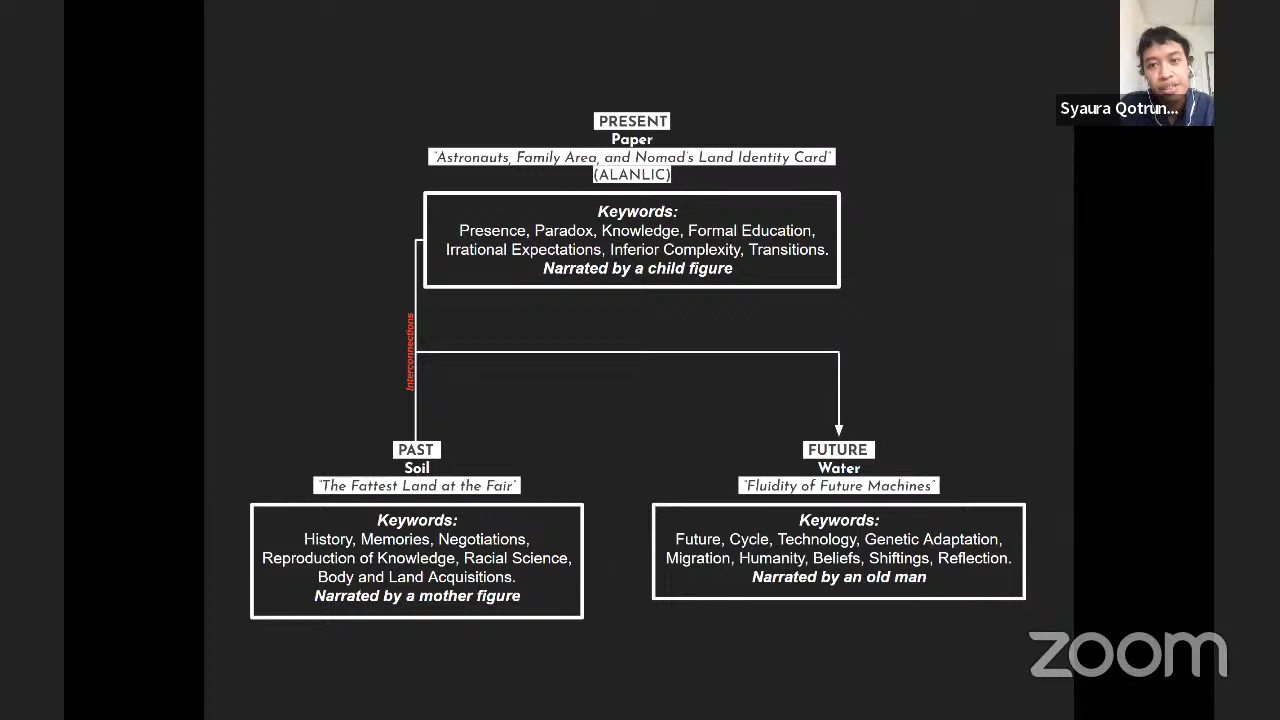 Syaura Qotrun...
PRESENT
Paper
"Astronauts, Family Area, and Nomad's Land Identity Card"
(ALANLIC)
Keywords:
Presence, Paradox, Knowledge, Formal Education,
Irrational Expectations, Inferior Complexity, Transitions.
Narrated by a child figure
Interconnections
PAST
Soil
"The Fattest Land at the Fair"
Keywords:
History, Memories, Negotiations,
Reproduction of Knowledge, Racial Science,
Body and Land Acquisitions.
Narrated by a mother figure
FUTURE
Water
"Fluidity of Future Machines"
Keywords:
Future, Cycle, Technology, Genetic Adaptation,
Migration, Humanity, Beliefs, Shiftings, Reflection.
Narrated by an old man
zoom